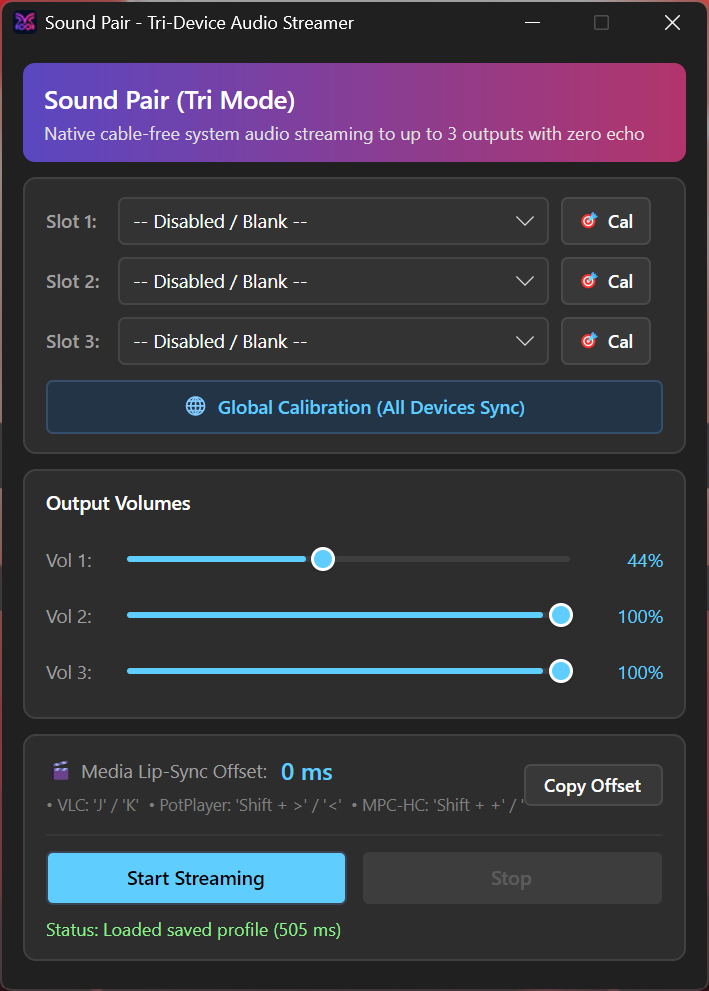 Sound Pair - Tri-Device Audio Streamer
Sound Pair (Tri Mode)
Native cable-free system audio streaming to up to 3 outputs with zero echo
Slot 1: -- Disabled / Blank -- Cal
Slot 2: -- Disabled / Blank -- Cal
Slot 3: -- Disabled / Blank -- Cal
Global Calibration (All Devices Sync)
Output Volumes
Vol 1: 44%
Vol 2: 100%
Vol 3: 100%
Media Lip-Sync Offset: 0 ms
Copy Offset
• VLC: 'J' / 'K' • PotPlayer: 'Shift + >' / '<' • MPC-HC: 'Shift + +' / '
Start Streaming Stop
Status: Loaded saved profile (505 ms)